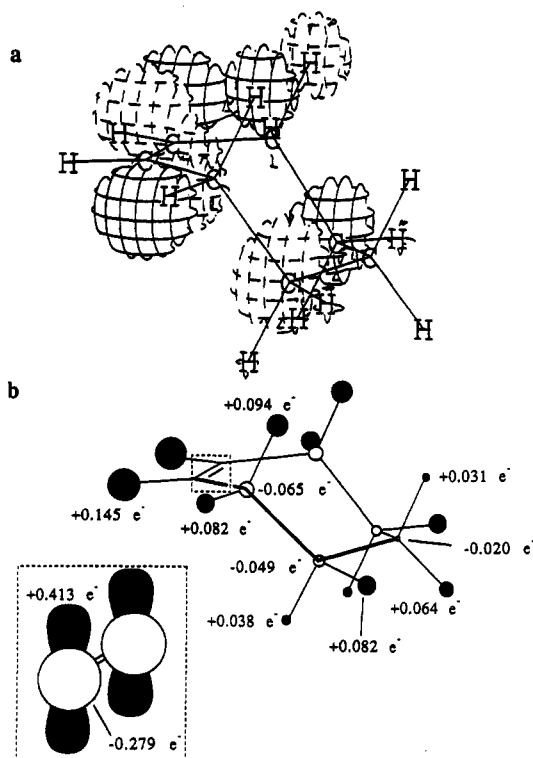 a
H
H
H
H
H
H
H
H
H
H
H
H
b
+0.094 e⁻
-0.065 e⁻
+0.031 e⁻
+0.145 e⁻
+0.082 e⁻
-0.020 e⁻
-0.049 e⁻
+0.413 e⁻
+0.038 e⁻
+0.064 e⁻
+0.082 e⁻
-0.279 e⁻